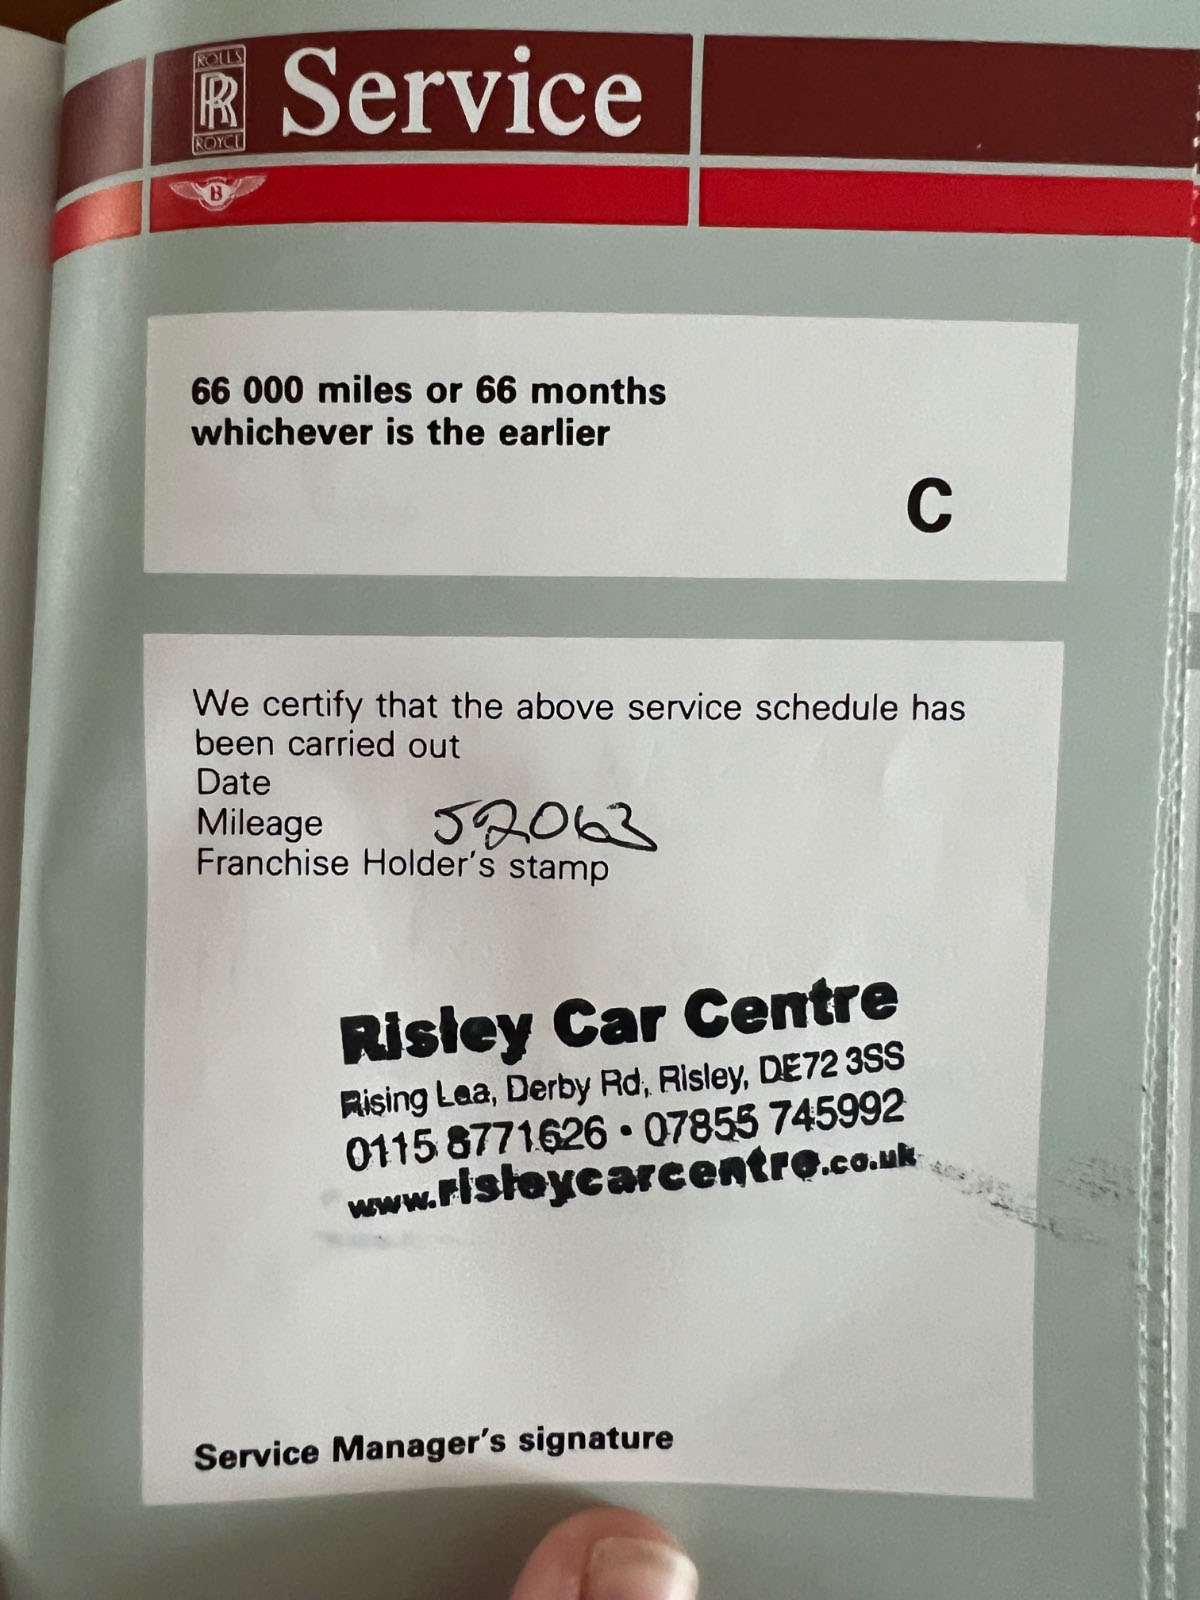 ROLLS
RR
ROYCE
Service
B
66 000 miles or 66 months
whichever is the earlier
C
We certify that the above service schedule has
been carried out
Date
Mileage 52063
Franchise Holder's stamp
Risley Car Centre
Rising Lea, Derby Rd, Risley, DE72 3SS
0115 8771626 • 07855 745992
www.risleycarcentre.co.uk
Service Manager's signature